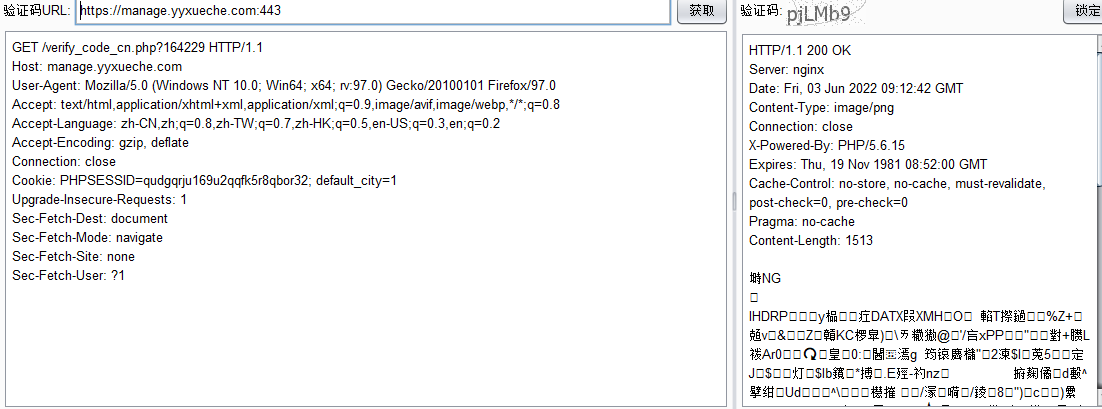 验证码URL: https://manage.yyxueche.com:443 获取
GET /verify_code_cn.php?164229 HTTP/1.1
Host: manage.yyxueche.com
User-Agent: Mozilla/5.0 (Windows NT 10.0; Win64; x64; rv:97.0) Gecko/20100101 Firefox/97.0
Accept: text/html,application/xhtml+xml,application/xml;q=0.9,image/avif,image/webp,*/*;q=0.8
Accept-Language: zh-CN,zh;q=0.8,zh-TW;q=0.7,zh-HK;q=0.5,en-US;q=0.3,en;q=0.2
Accept-Encoding: gzip, deflate
Connection: close
Cookie: PHPSESSID=qudgqrju169u2qqfk5r8qbor32; default_city=1
Upgrade-Insecure-Requests: 1
Sec-Fetch-Dest: document
Sec-Fetch-Mode: navigate
Sec-Fetch-Site: none
Sec-Fetch-User: ?1
验证码: pjLMb9 锁定
HTTP/1.1 200 OK
Server: nginx
Date: Fri, 03 Jun 2022 09:12:42 GMT
Content-Type: image/png
Connection: close
X-Powered-By: PHP/5.6.15
Expires: Thu, 19 Nov 1981 08:52:00 GMT
Cache-Control: no-store, no-cache, must-revalidate,
post-check=0, pre-check=0
Pragma: no-cache
Content-Length: 1513
塒NG